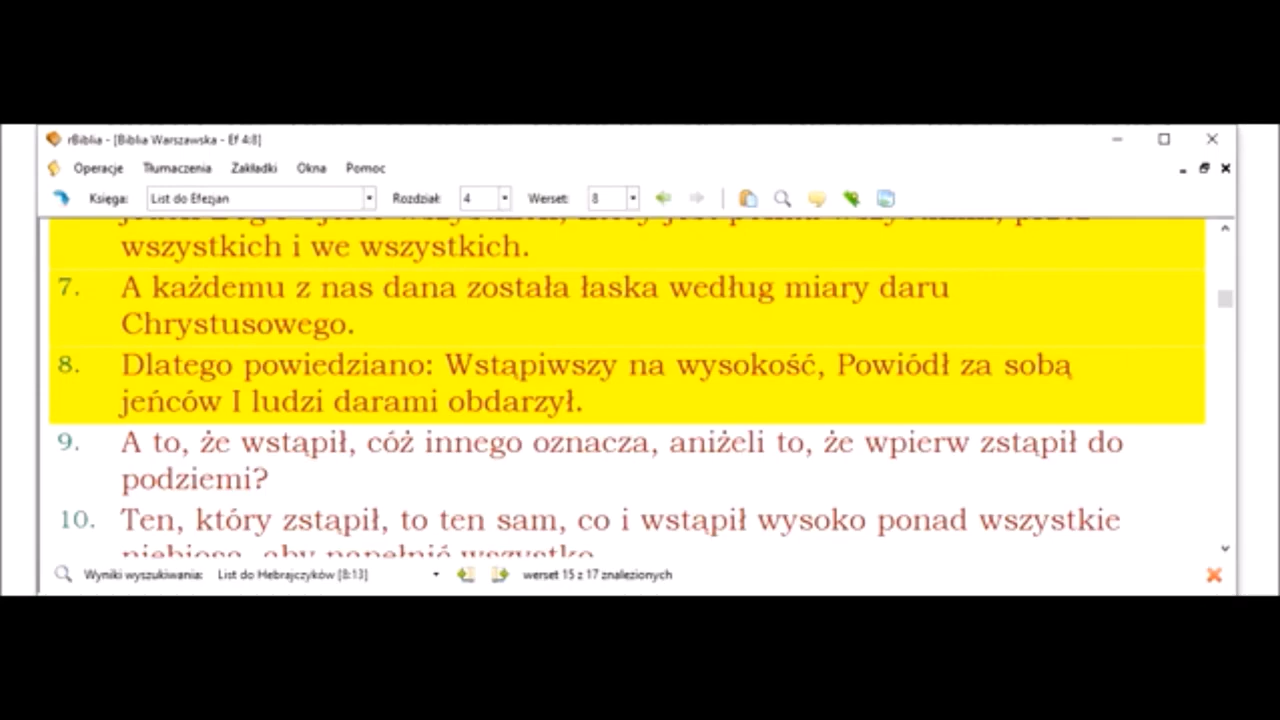 rBiblia - [Biblia Warszawska - Ef 4:8]
Operacje Tłumaczenia Zakładki Okna Pomoc
Księga: List do Efezjan Rozdział: 4 Werset: 8
wszystkich i we wszystkich.
7. A każdemu z nas dana została łaska według miary daru
Chrystusowego.
8. Dlatego powiedziano: Wstąpiwszy na wysokość, Powiódł za sobą
jeńców I ludzi darami obdarzył.
9. A to, że wstąpił, cóż innego oznacza, aniżeli to, że wpierw zstąpił do
podziemi?
10. Ten, który zstąpił, to ten sam, co i wstąpił wysoko ponad wszystkie
niebiosa, aby napełnić wszystko.
Wyniki wyszukiwania: List do Hebrajczyków [8:13] werset 15 z 17 znalezionych